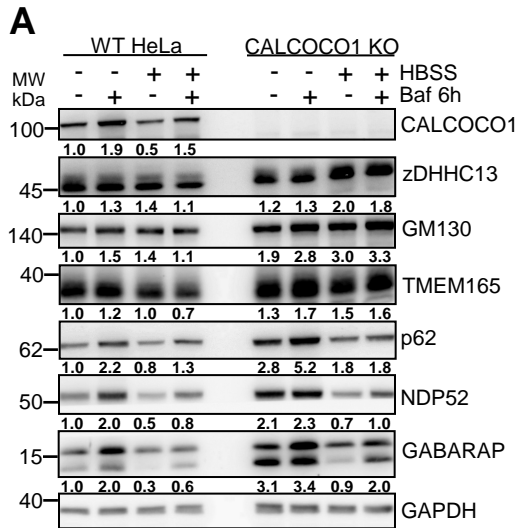 A
WT HeLa CALCOCO1 KO
MW kDa
- - + + - - + + HBSS
- + - + - + - + Baf 6h
100 CALCOCO1
1.0 1.9 0.5 1.5
45 zDHHC13
1.0 1.3 1.4 1.1 1.2 1.3 2.0 1.8
140 GM130
1.0 1.5 1.4 1.1 1.9 2.8 3.0 3.3
40 TMEM165
1.0 1.2 1.0 0.7 1.3 1.7 1.5 1.6
62 p62
1.0 2.2 0.8 1.3 2.8 5.2 1.8 1.8
50 NDP52
1.0 2.0 0.5 0.8 2.1 2.3 0.7 1.0
15 GABARAP
1.0 2.0 0.3 0.6 3.1 3.4 0.9 2.0
40 GAPDH